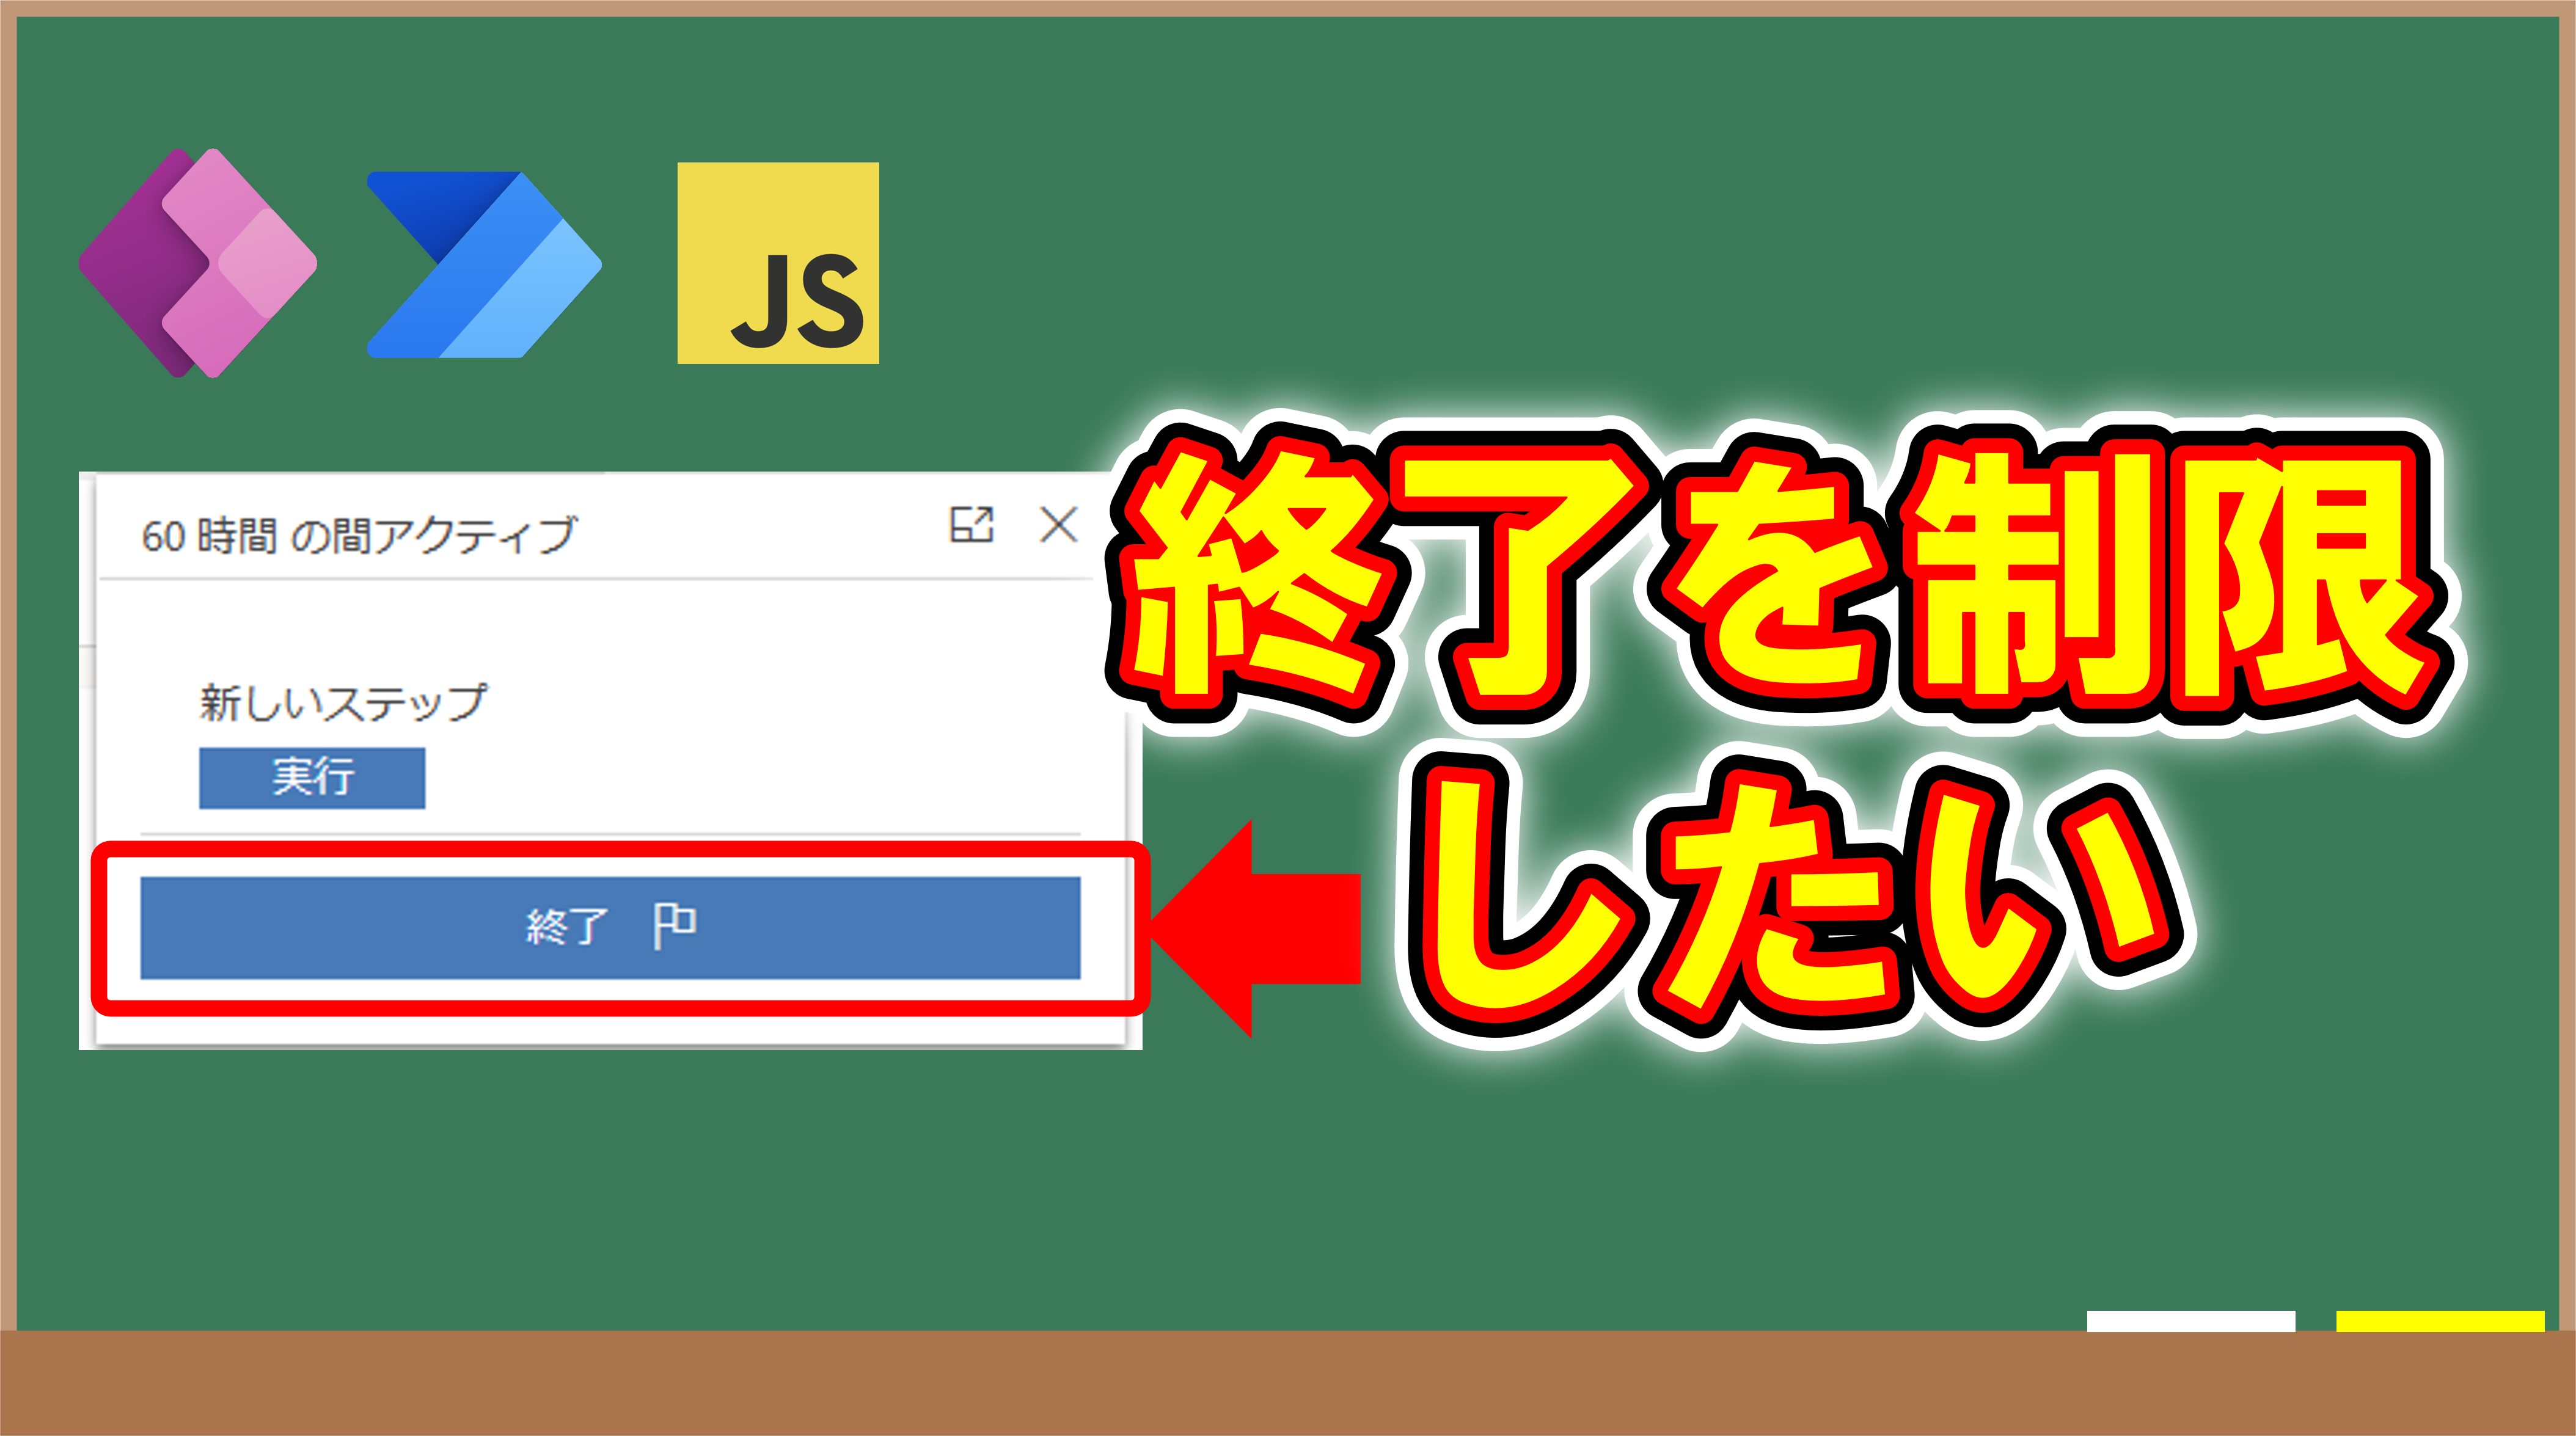 JS
60 時間 の間アクティブ
新しいステップ
実行
終了
終了を制限
したい